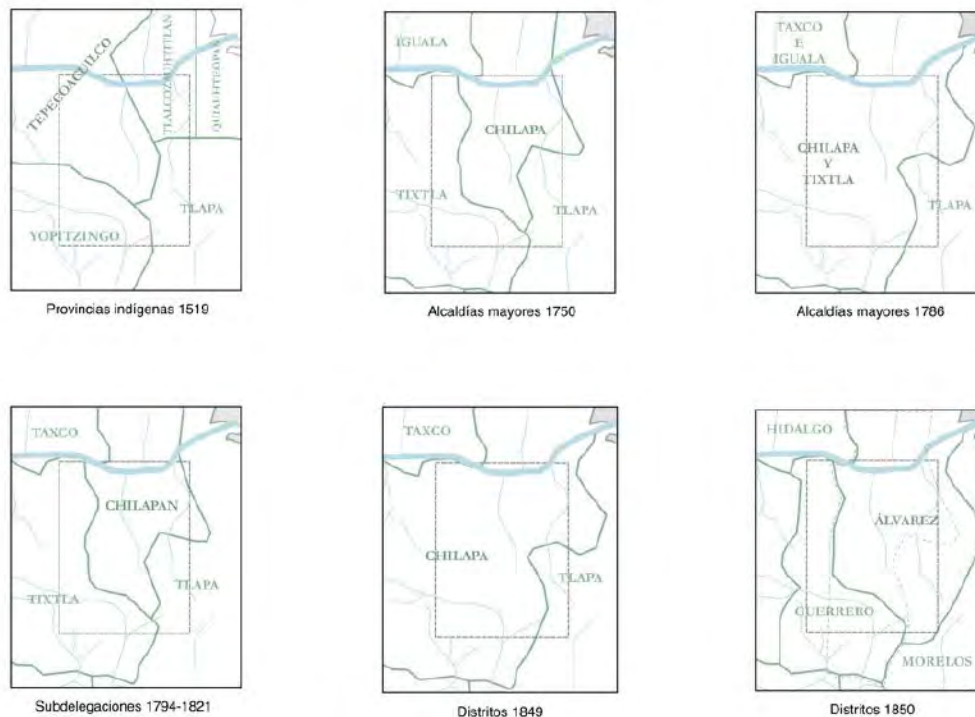 TEPECOACUILCO
TLALCOZAUHTITLAN
QUIAUHTEOPAN
TLAPA
YOPITZINGO
Provincias indígenas 1519
IGUALA
CHILAPA
TIXTLA
TLAPA
Alcaldías mayores 1750
TAXCO
E
IGUALA
CHILAPA
Y
TIXTLA
TLAPA
Alcaldías mayores 1786
TAXCO
CHILAPAN
TIXTLA
TLAPA
Subdelegaciones 1794-1821
TAXCO
CHILAPA
TLAPA
Distritos 1849
HIDALGO
ÁLVAREZ
GUERRERO
MORELOS
Distritos 1850